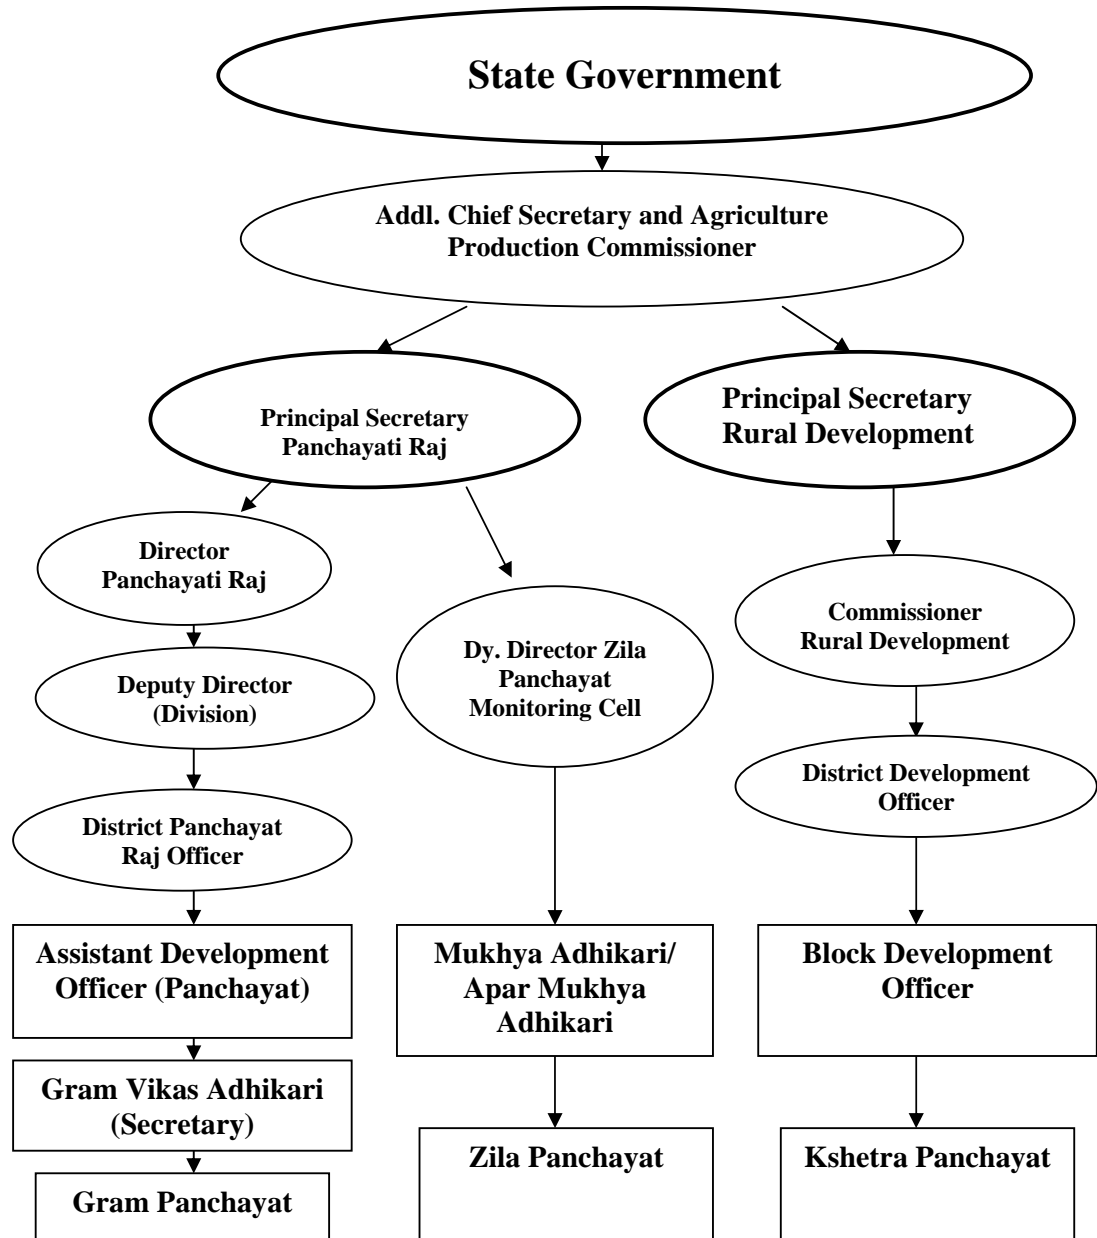 State Government
Addl. Chief Secretary and Agriculture
Production Commissioner
Principal Secretary
Panchayati Raj
Principal Secretary
Rural Development
Director
Panchayati Raj
Dy. Director Zila
Panchayat
Monitoring Cell
Commissioner
Rural Development
Deputy Director
(Division)
District Development
Officer
District Panchayat
Raj Officer
Assistant Development
Officer (Panchayat)
Mukhya Adhikari/
Apar Mukhya
Adhikari
Block Development
Officer
Gram Vikas Adhikari
(Secretary)
Gram Panchayat
Zila Panchayat
Kshetra Panchayat